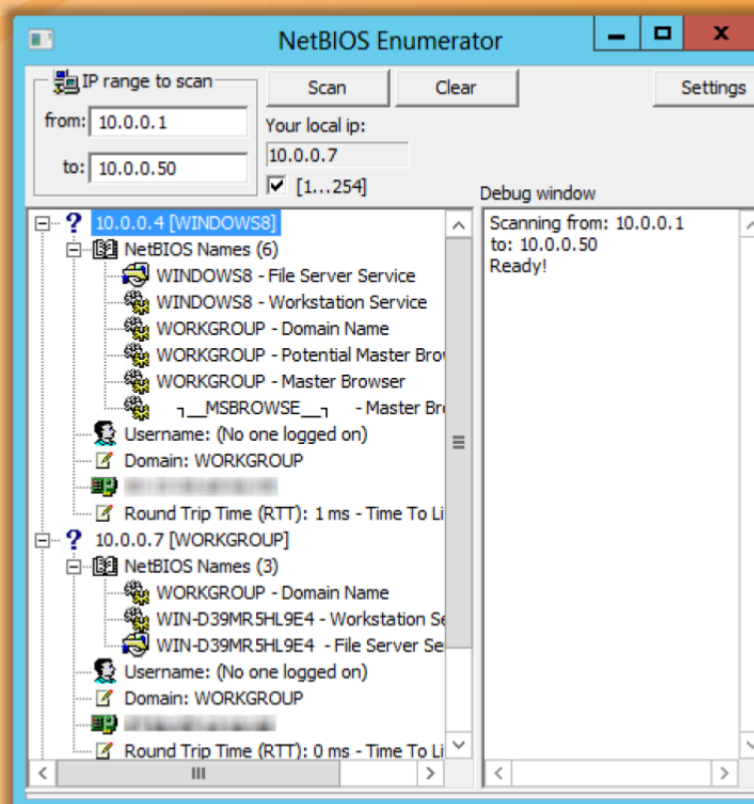 NetBIOS Enumerator
IP range to scan
Scan
Clear
Settings
from: 10.0.0.1
Your local ip:
10.0.0.7
to: 10.0.0.50
[1...254]
Debug window
10.0.0.4 [WINDOWS8]
NetBIOS Names (6)
WINDOWS8 - File Server Service
WINDOWS8 - Workstation Service
WORKGROUP - Domain Name
WORKGROUP - Potential Master Bro
WORKGROUP - Master Browser
┐__MSBROWSE__┐ - Master Br
Username: (No one logged on)
Domain: WORKGROUP
Round Trip Time (RTT): 1 ms - Time To Li
10.0.0.7 [WORKGROUP]
NetBIOS Names (3)
WORKGROUP - Domain Name
WIN-D39MR5HL9E4 - Workstation Se
WIN-D39MR5HL9E4 - File Server Se
Username: (No one logged on)
Domain: WORKGROUP
Round Trip Time (RTT): 0 ms - Time To Li
Scanning from: 10.0.0.1
to: 10.0.0.50
Ready!